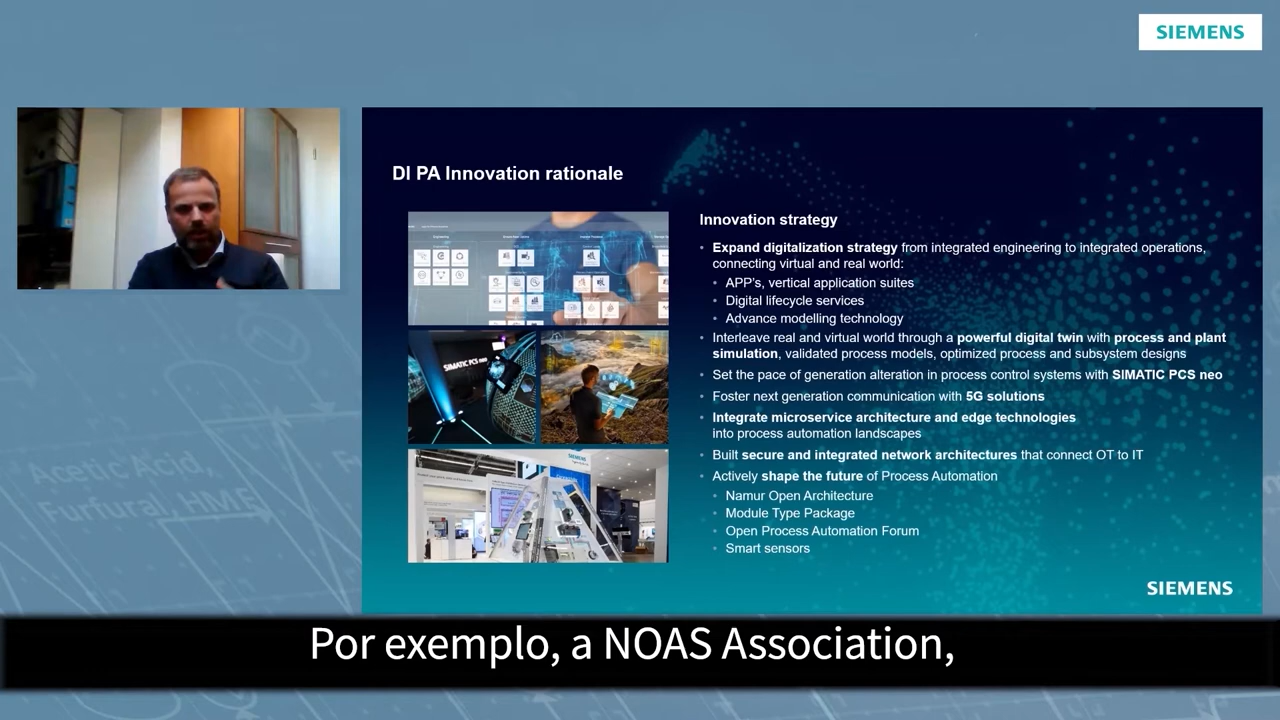 SIEMENS
DI PA Innovation rationale
SIMATIC PCS neo
SIEMENS
Innovation strategy
• Expand digitalization strategy from integrated engineering to integrated operations,
connecting virtual and real world:
• APP's, vertical application suites
• Digital lifecycle services
• Advance modelling technology
• Interleave real and virtual world through a powerful digital twin with process and plant
simulation, validated process models, optimized process and subsystem designs
• Set the pace of generation alteration in process control systems with SIMATIC PCS neo
• Foster next generation communication with 5G solutions
• Integrate microservice architecture and edge technologies
into process automation landscapes
• Built secure and integrated network architectures that connect OT to IT
• Actively shape the future of Process Automation
• Namur Open Architecture
• Module Type Package
• Open Process Automation Forum
• Smart sensors
SIEMENS
Acetic Acid,
Por exemplo, a NOAS Association,